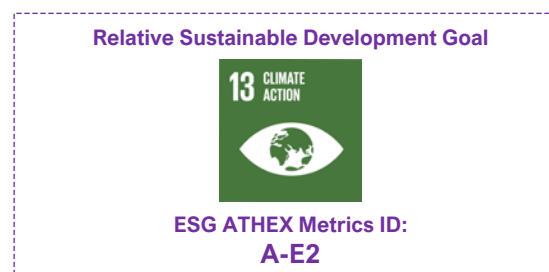 Relative Sustainable Development Goal
13 CLIMATE
ACTION
ESG ATHEX Metrics ID:
A-E2